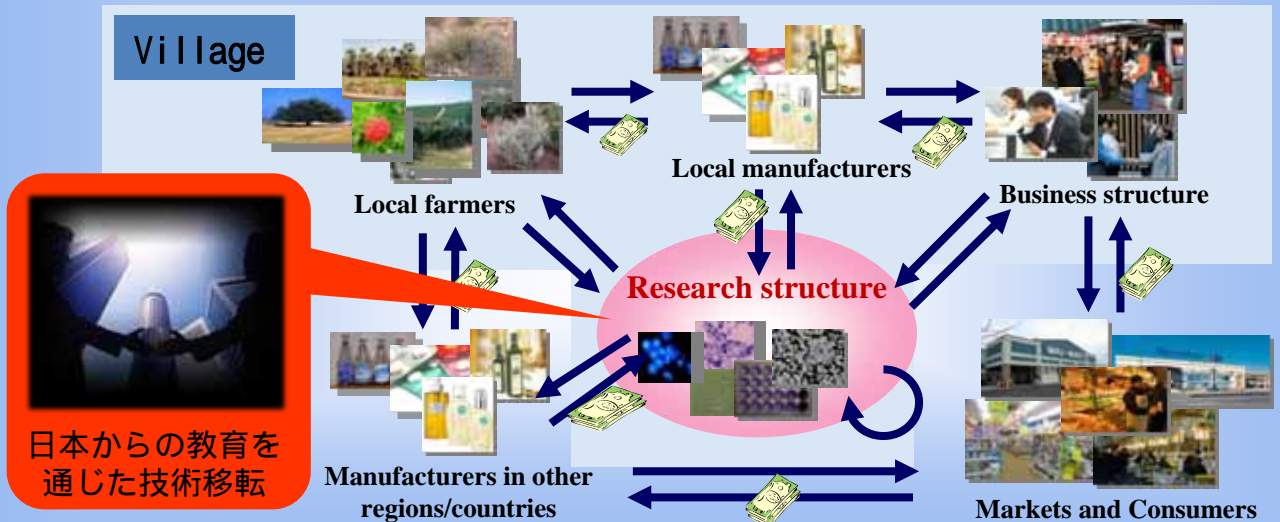 Village
Local farmers
Local manufacturers
Business structure
Research structure
日本からの教育を
通じた技術移転
Manufacturers in other
regions/countries
Markets and Consumers